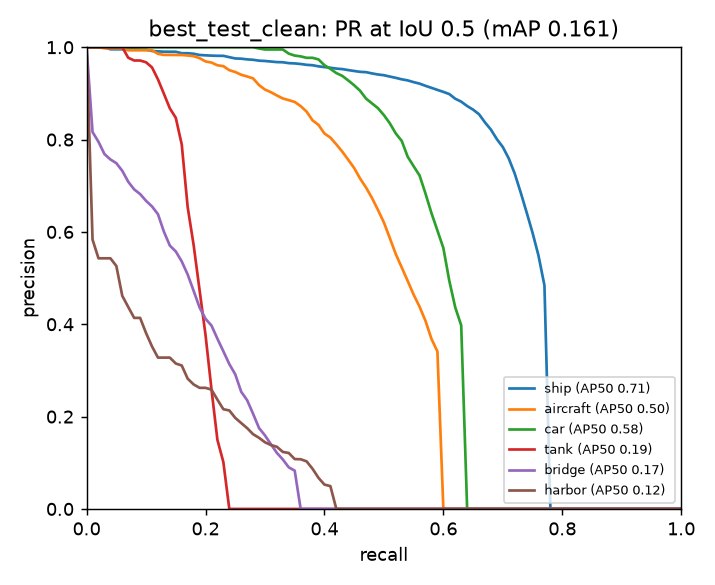 best_test_clean: PR at IoU 0.5 (mAP 0.161)
1.0
0.8
0.6
0.4
0.2
0.0
precision
0.0 0.2 0.4 0.6 0.8 1.0
recall
ship (AP50 0.71)
aircraft (AP50 0.50)
car (AP50 0.58)
tank (AP50 0.19)
bridge (AP50 0.17)
harbor (AP50 0.12)